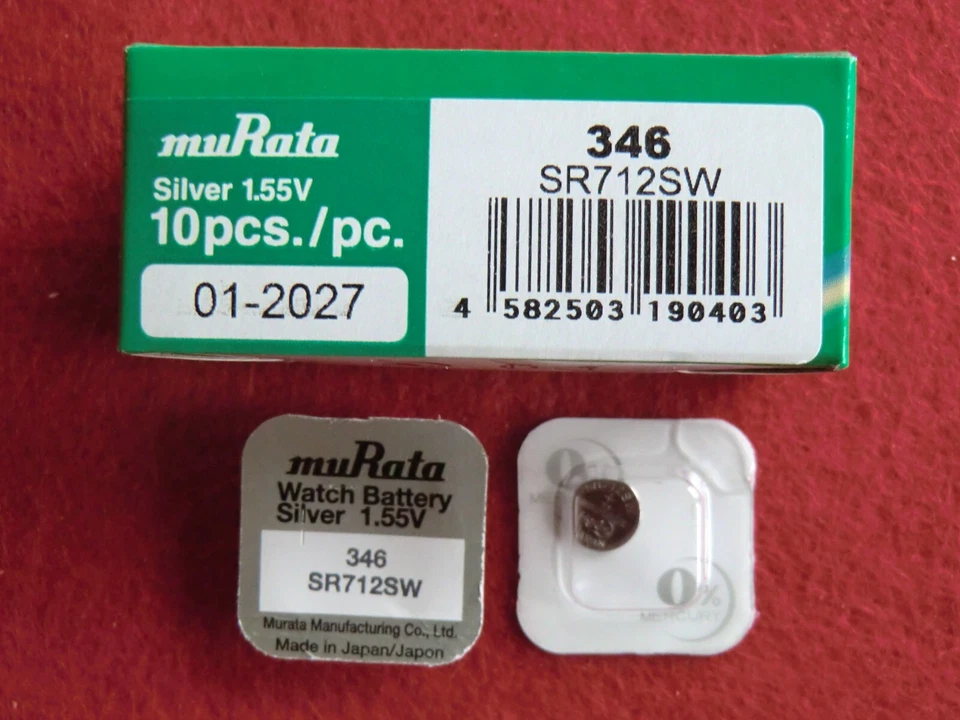 muRata
Silver 1.55V
10pcs./pc.
01-2027
346
SR712SW
4 582503 190403
muRata
Watch Battery
Silver 1.55V
346
SR712SW
Murata Manufacturing Co., Ltd.
Made in Japan/Japon
0%
MERCURY